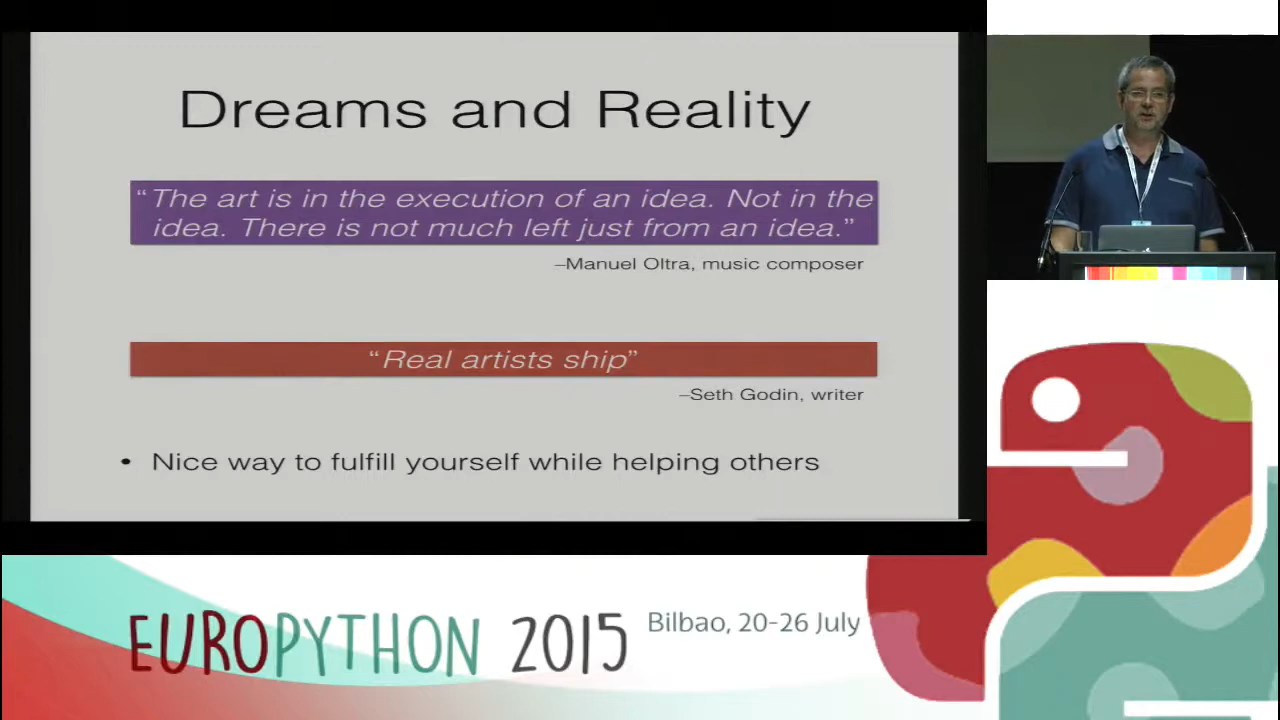 Dreams and Reality
“The art is in the execution of an idea. Not in the
idea. There is not much left just from an idea.”
–Manuel Oltra, music composer
“Real artists ship”
–Seth Godin, writer
• Nice way to fulfill yourself while helping others
EUROPYTHON 2015
Bilbao, 20-26 July